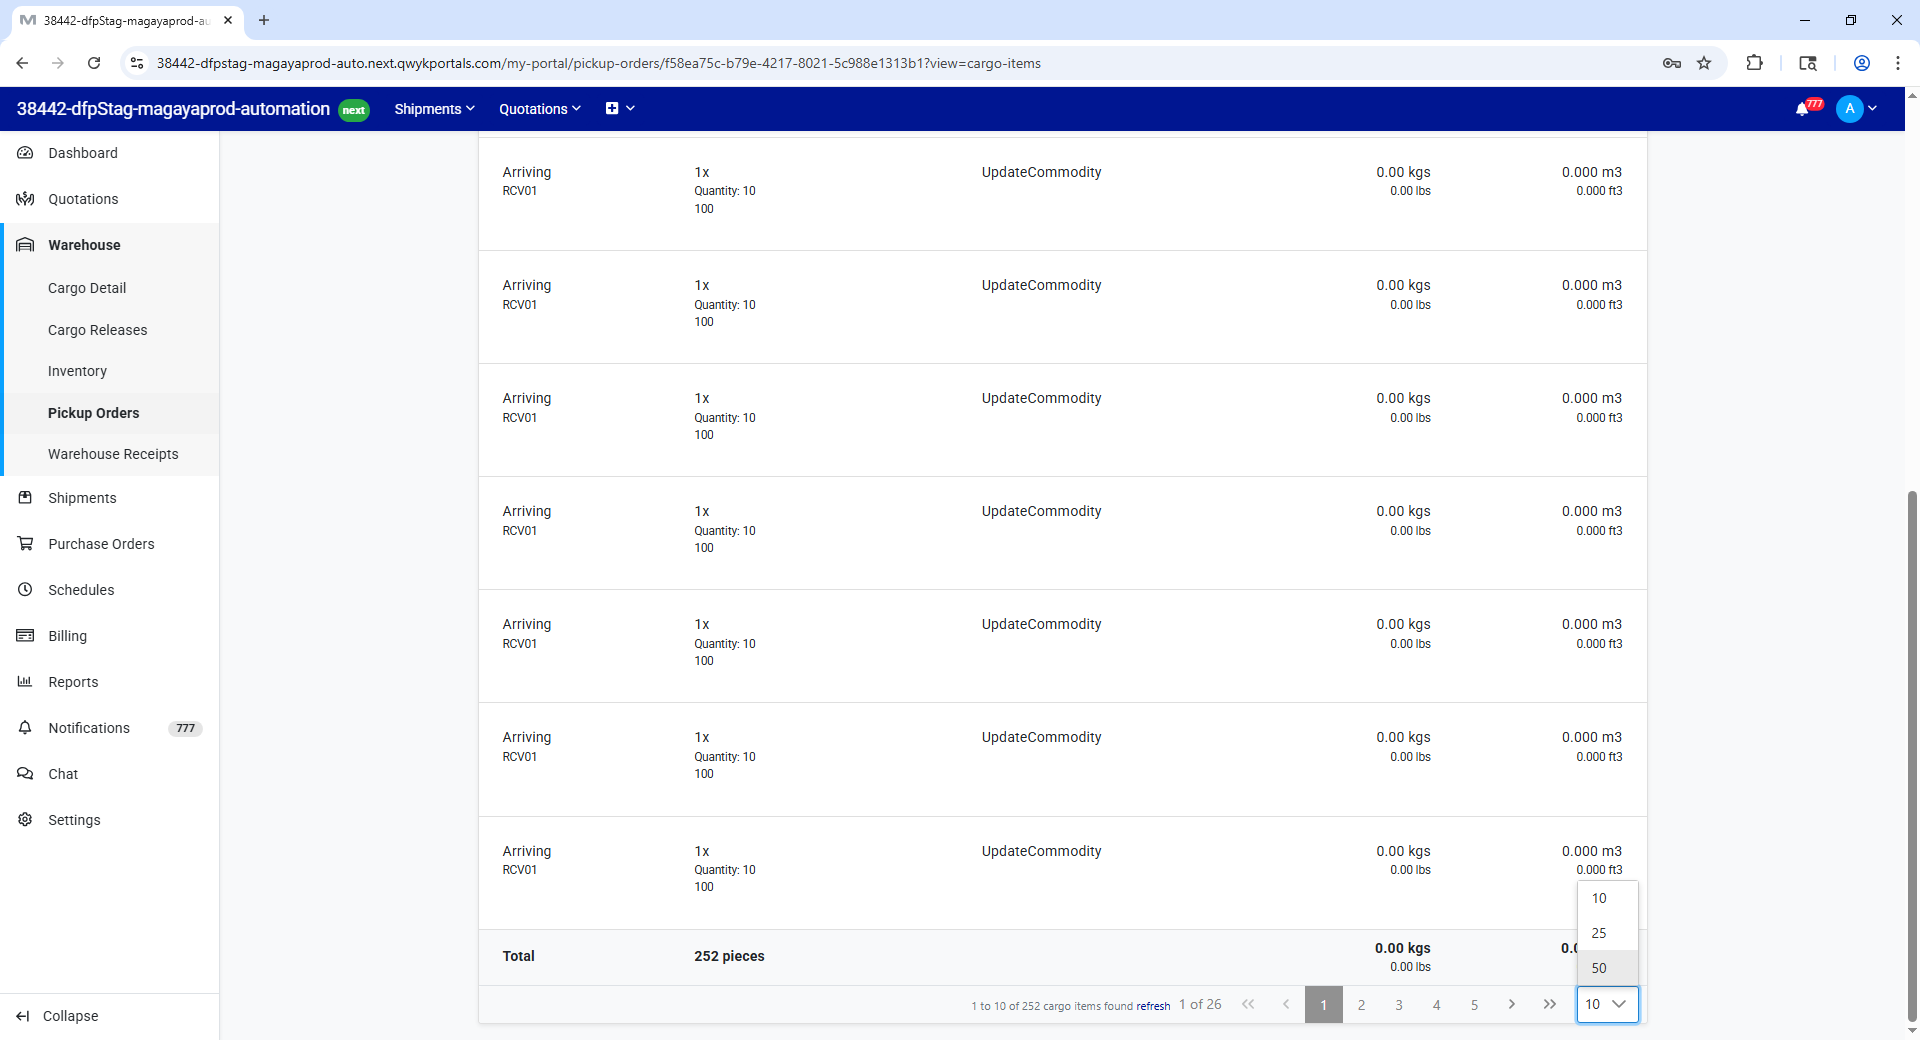 38442-dfpStag-magayaprod-au
38442-dfpstag-magayaprod-auto.next.qwykportals.com/my-portal/pickup-orders/f58ea75c-b79e-4217-8021-5c988e1313b1?view=cargo-items
38442-dfpStag-magayaprod-automation next Shipments Quotations 777 A
Dashboard
Quotations
Warehouse
Cargo Detail
Cargo Releases
Inventory
Pickup Orders
Warehouse Receipts
Shipments
Purchase Orders
Schedules
Billing
Reports
Notifications 777
Chat
Settings
Collapse
Arriving 1x UpdateCommodity 0.00 kgs 0.000 m3
RCV01 Quantity: 10 0.00 lbs 0.000 ft3
100
Arriving 1x UpdateCommodity 0.00 kgs 0.000 m3
RCV01 Quantity: 10 0.00 lbs 0.000 ft3
100
Arriving 1x UpdateCommodity 0.00 kgs 0.000 m3
RCV01 Quantity: 10 0.00 lbs 0.000 ft3
100
Arriving 1x UpdateCommodity 0.00 kgs 0.000 m3
RCV01 Quantity: 10 0.00 lbs 0.000 ft3
100
Arriving 1x UpdateCommodity 0.00 kgs 0.000 m3
RCV01 Quantity: 10 0.00 lbs 0.000 ft3
100
Arriving 1x UpdateCommodity 0.00 kgs 0.000 m3
RCV01 Quantity: 10 0.00 lbs 0.000 ft3
100
Arriving 1x UpdateCommodity 0.00 kgs 0.000 m3
RCV01 Quantity: 10 0.00 lbs 0.000 ft3
100
10
25
50
Total 252 pieces 0.00 kgs
0.00 lbs
1 to 10 of 252 cargo items found refresh 1 of 26 1 2 3 4 5 10